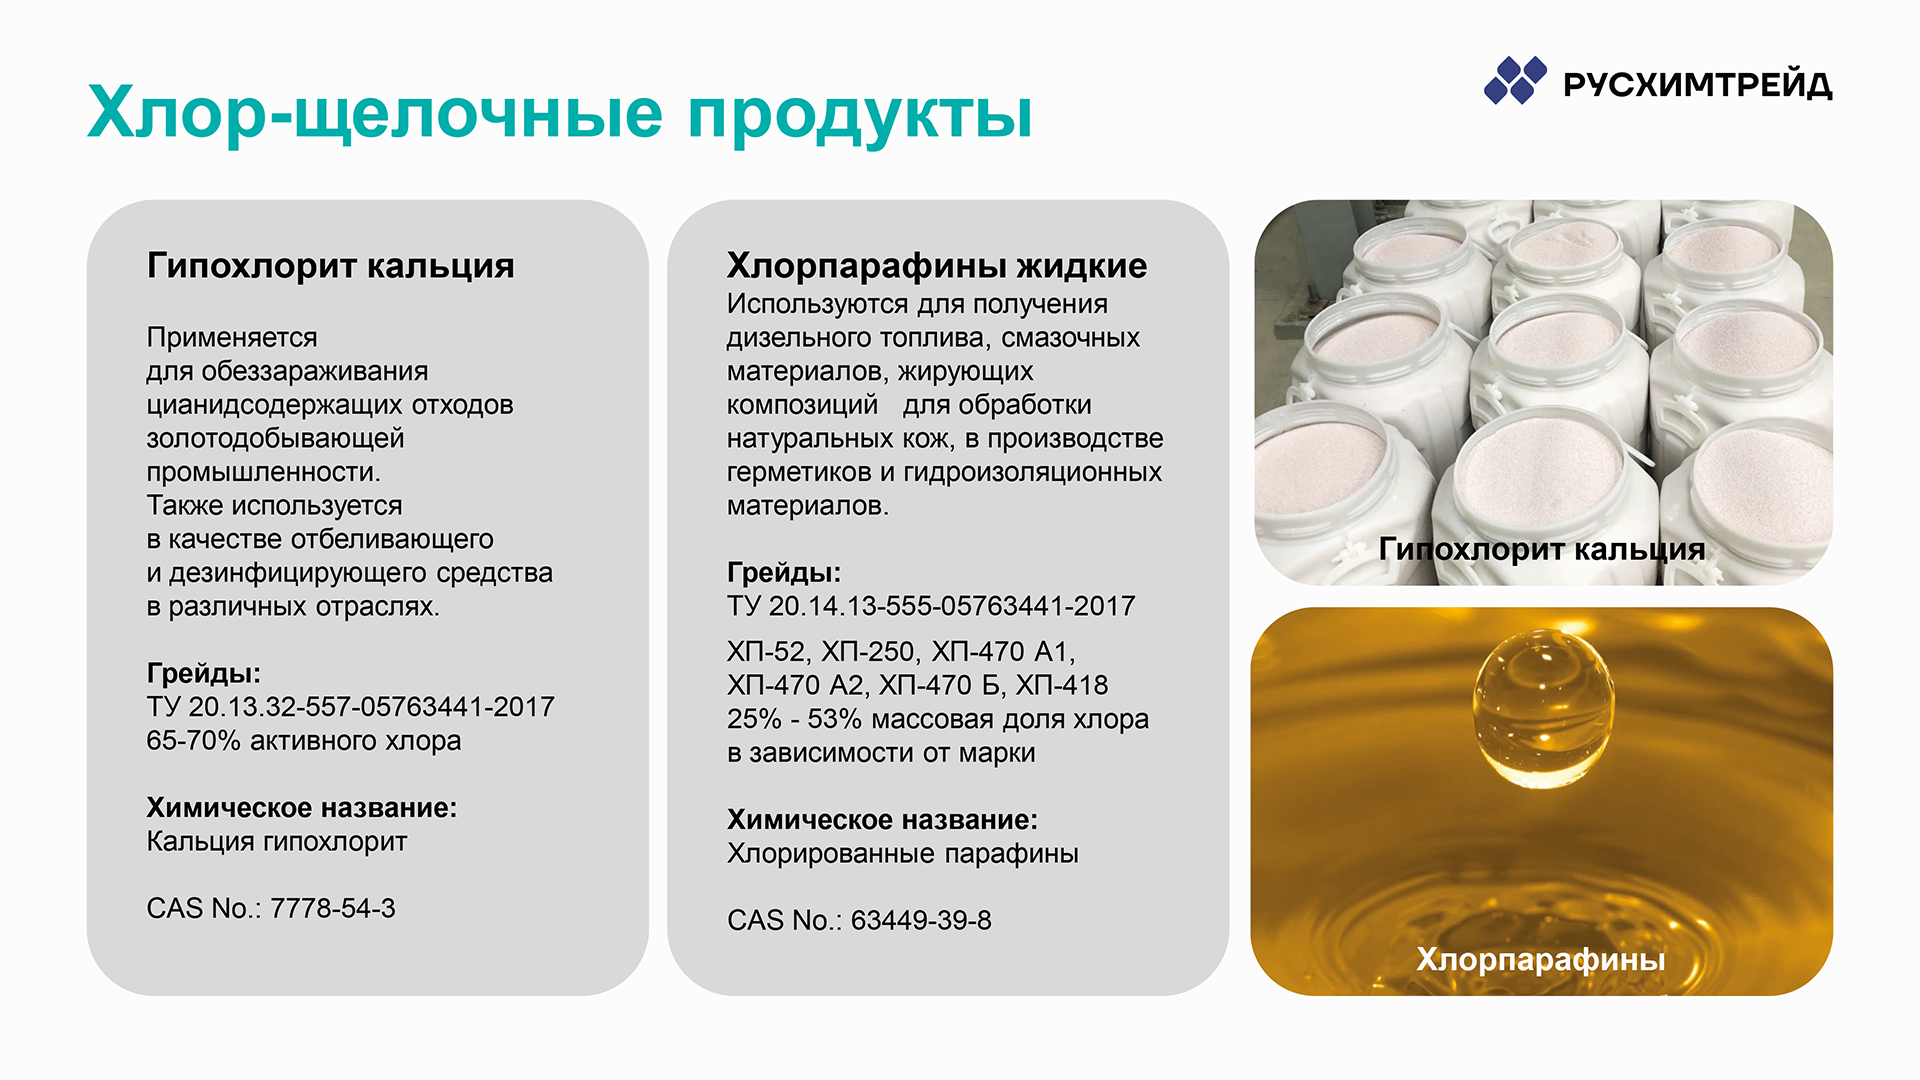 Хлор-щелочные продукты
РУСХИМТРЕЙД
Гипохлорит кальция
Применяется
для обеззараживания
цианидсодержащих отходов
золотодобывающей
промышленности.
Также используется
в качестве отбеливающего
и дезинфицирующего средства
в различных отраслях.
Грейды:
ТУ 20.13.32-557-05763441-2017
65-70% активного хлора
Химическое название:
Кальция гипохлорит
CAS No.: 7778-54-3
Хлорпарафины жидкие
Используются для получения
дизельного топлива, смазочных
материалов, жирующих
композиций   для обработки
натуральных кож, в производстве
герметиков и гидроизоляционных
материалов.
Грейды:
ТУ 20.14.13-555-05763441-2017
ХП-52, ХП-250, ХП-470 А1,
ХП-470 А2, ХП-470 Б, ХП-418
25% - 53% массовая доля хлора
в зависимости от марки
Химическое название:
Хлорированные парафины
CAS No.: 63449-39-8
Гипохлорит кальция
Хлорпарафины